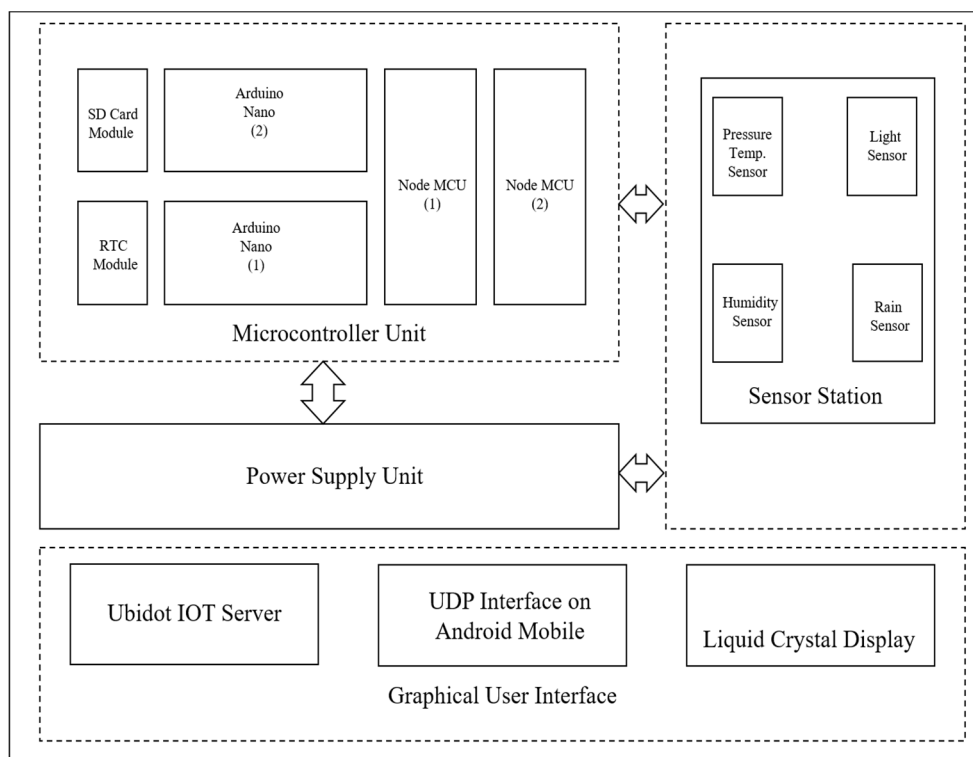 SD Card
Module
Arduino
Nano
(2)
RTC
Module
Arduino
Nano
(1)
Node MCU
(1)
Node MCU
(2)
Microcontroller Unit
Pressure
Temp.
Sensor
Light
Sensor
Humidity
Sensor
Rain
Sensor
Sensor Station
Power Supply Unit
Ubidot IOT Server
UDP Interface on
Android Mobile
Liquid Crystal Display
Graphical User Interface